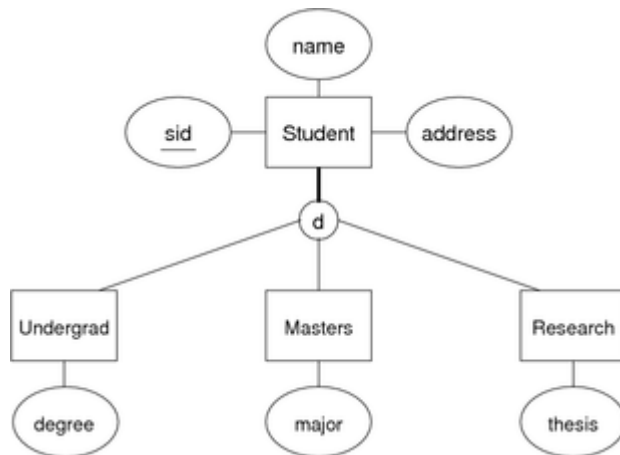 name
sid
Student
address
d
Undergrad
Masters
Research
degree
major
thesis